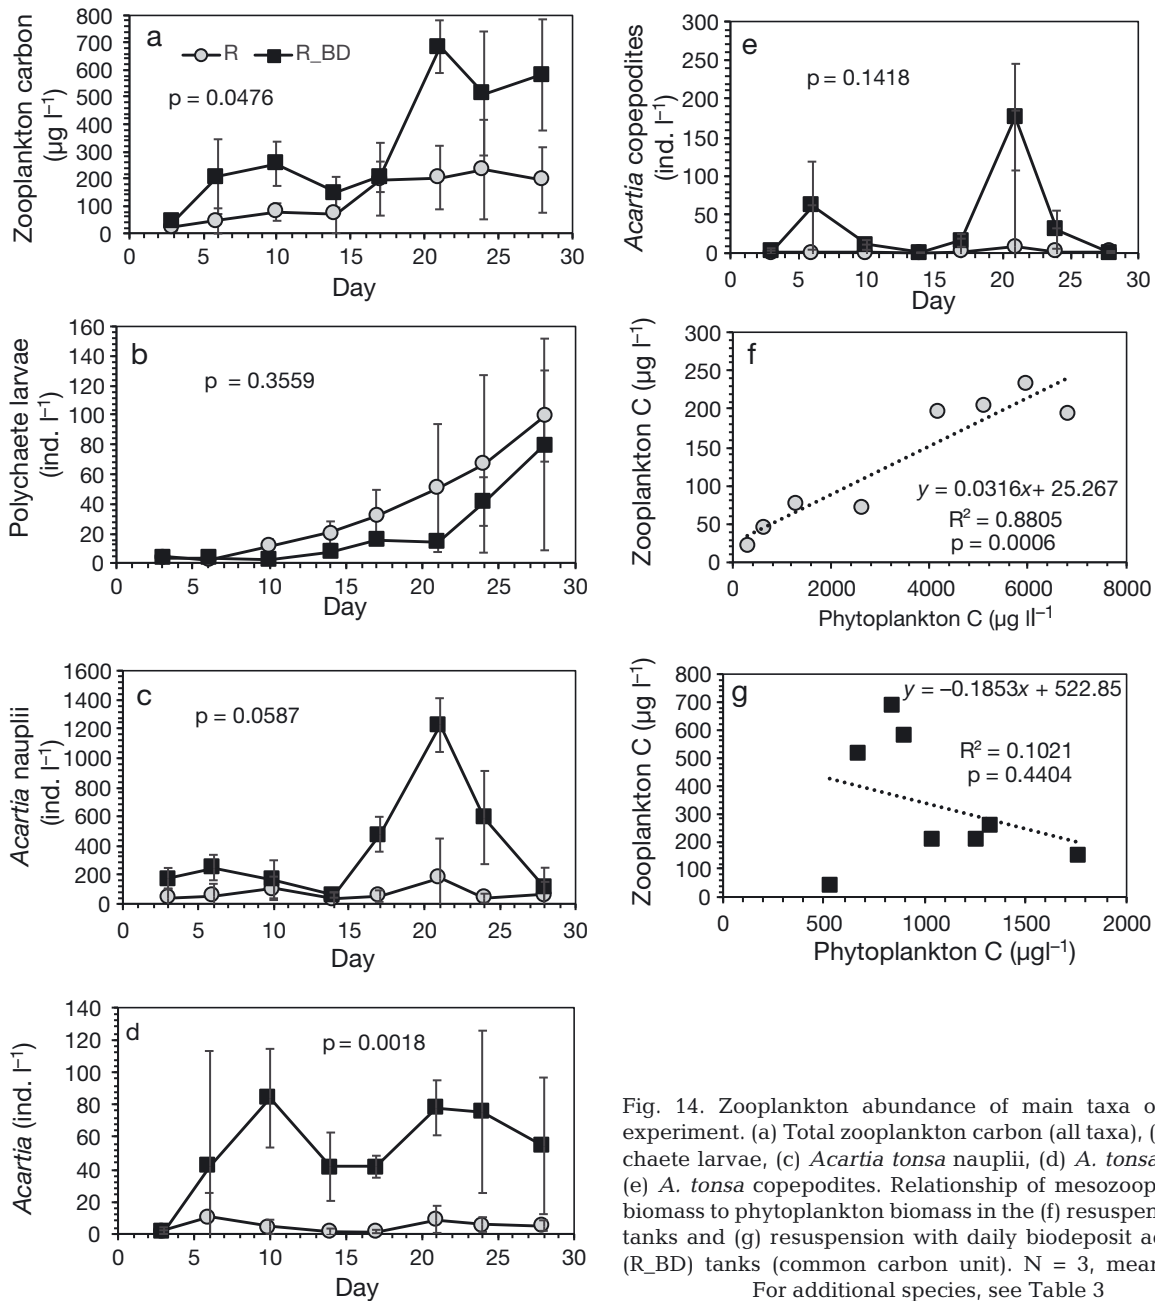 a
R
R_BD
p = 0.0476
Zooplankton carbon
(µg l⁻¹)
800
700
600
500
400
300
200
100
0
0 5 10 15 20 25 30
Day
b
p = 0.3559
Polychaete larvae
(ind. l⁻¹)
160
140
120
100
80
60
40
20
0
0 5 10 15 20 25 30
Day
c
p = 0.0587
Acartia nauplii
(ind. l⁻¹)
1600
1400
1200
1000
800
600
400
200
0
0 5 10 15 20 25 30
Day
d
p = 0.0018
Acartia (ind. l⁻¹)
140
120
100
80
60
40
20
0
0 5 10 15 20 25 30
Day
e
p = 0.1418
Acartia copepodites
(ind. l⁻¹)
300
250
200
150
100
50
0
0 5 10 15 20 25 30
Day
f
Zooplankton C (µg l⁻¹)
300
250
200
150
100
50
0
y = 0.0316x + 25.267
R² = 0.8805
p = 0.0006
0 2000 4000 6000 8000
Phytoplankton C (µg ll⁻¹
g
Zooplankton C (µg l⁻¹)
800
700
600
500
400
300
200
100
0
y = –0.1853x + 522.85
R² = 0.1021
p = 0.4404
0 500 1000 1500 2000
Phytoplankton C (µgl⁻¹)
Fig. 14. Zooplankton abundance of main taxa o
experiment. (a) Total zooplankton carbon (all taxa), (
chaete larvae, (c) Acartia tonsa nauplii, (d) A. tonsa
(e) A. tonsa copepodites. Relationship of mesozoop
biomass to phytoplankton biomass in the (f) resuspen
tanks and (g) resuspension with daily biodeposit a
(R_BD) tanks (common carbon unit). N = 3, mean
For additional species, see Table 3